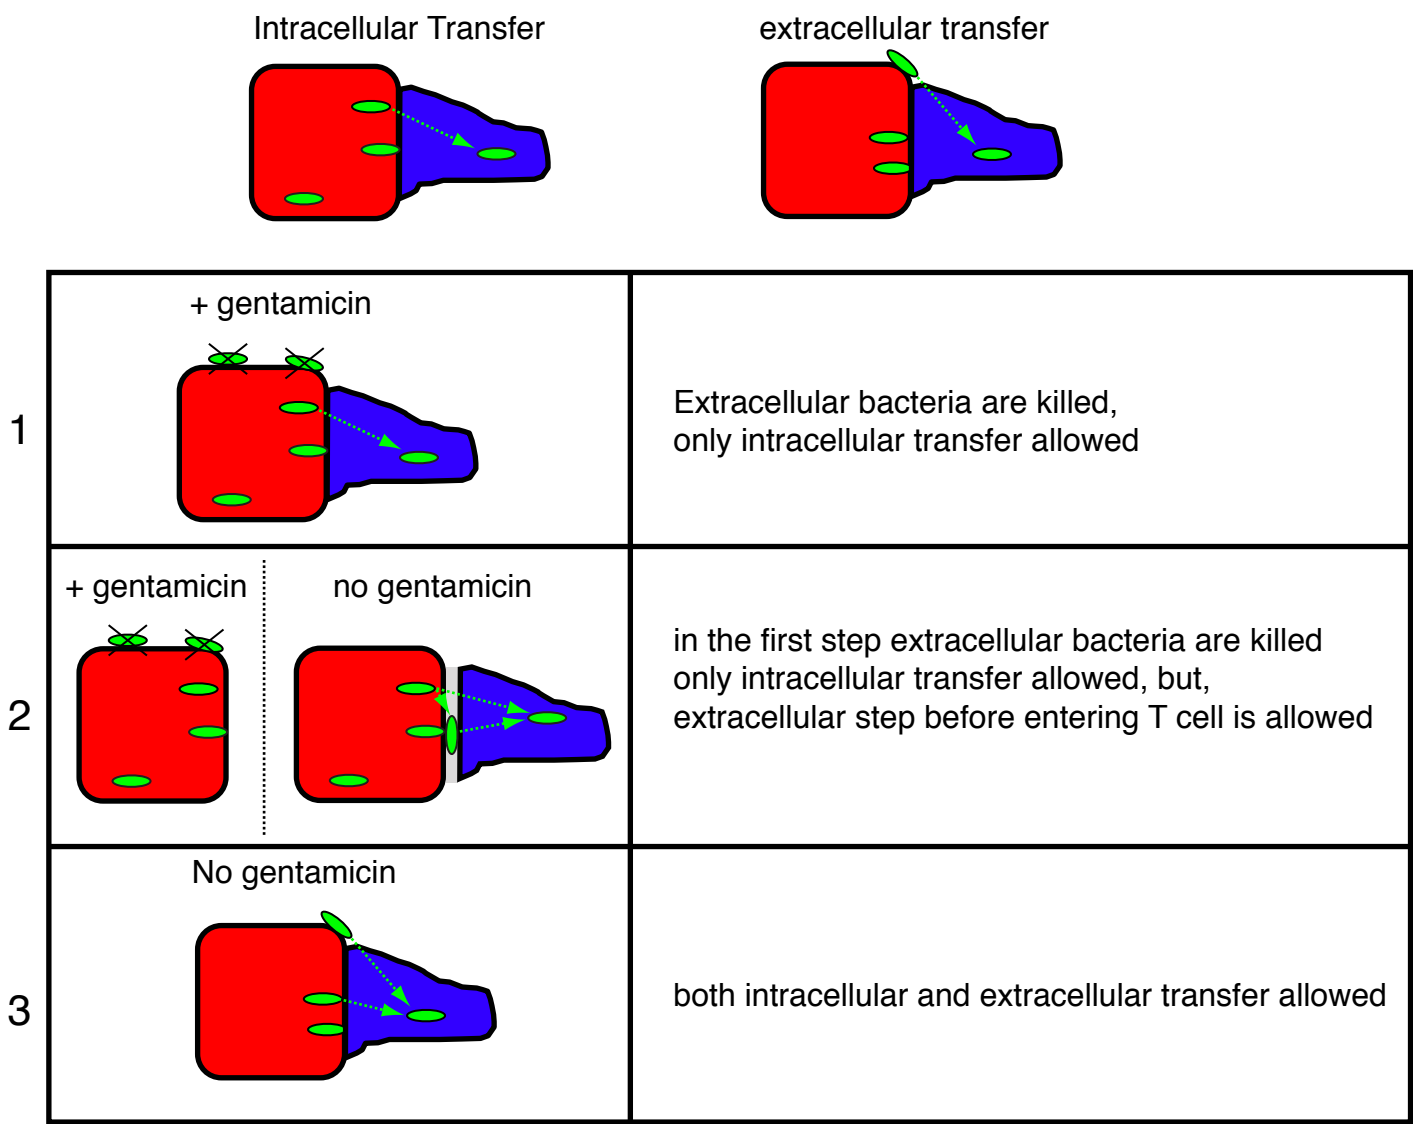 Intracellular Transfer
extracellular transfer
+ gentamicin
1
Extracellular bacteria are killed,
only intracellular transfer allowed
+ gentamicin
no gentamicin
2
in the first step extracellular bacteria are killed
only intracellular transfer allowed, but,
extracellular step before entering T cell is allowed
No gentamicin
3
both intracellular and extracellular transfer allowed